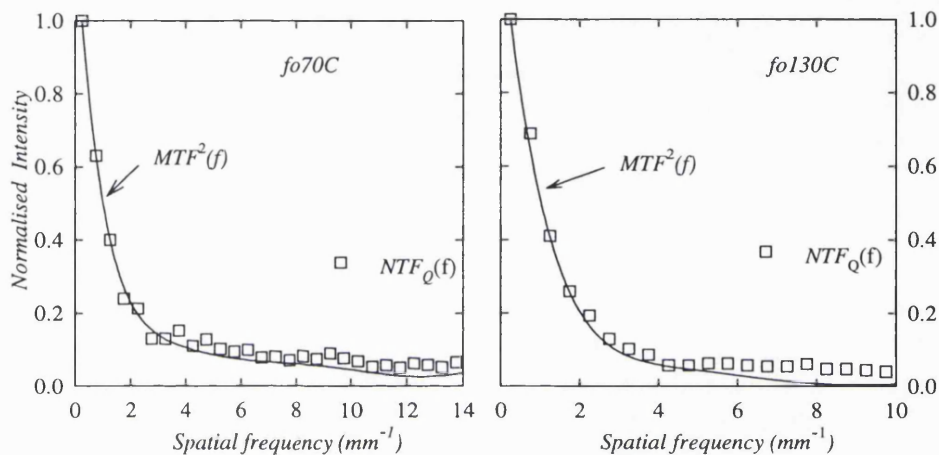 1.0
0.8
0.6
0.4
0.2
0.0
Normalised Intensity
fo70C
MTF²(f)
NTF_Q(f)
0 2 4 6 8 10 12 14
Spatial frequency (mm⁻¹)
fo130C
MTF²(f)
NTF_Q(f)
0 2 4 6 8 10
Spatial frequency (mm⁻¹)
1.0
0.8
0.6
0.4
0.2
0.0